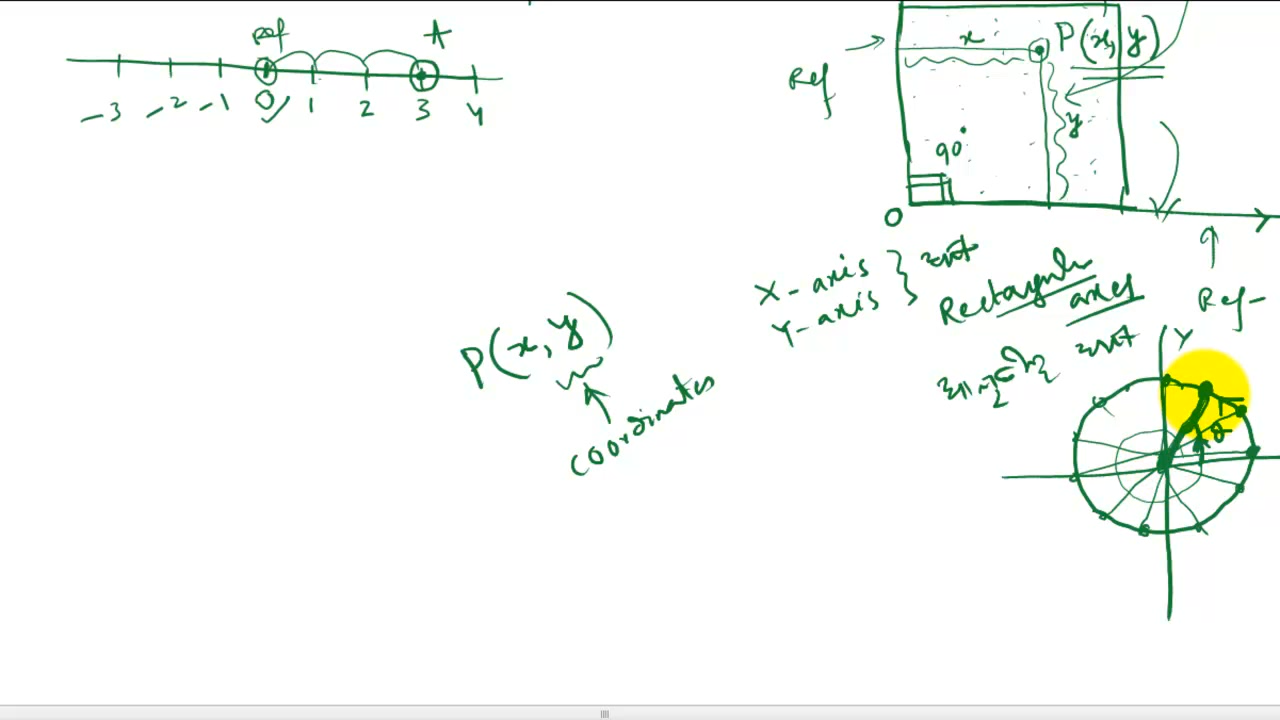 ref A
-3 -2 -1 0 1 2 3 4
x P(x, y)
Ref
y
90°
O
X-axis
Y-axis
Rectangular
axes
Ref-
P(x, y)
coordinates
Y
r
θ